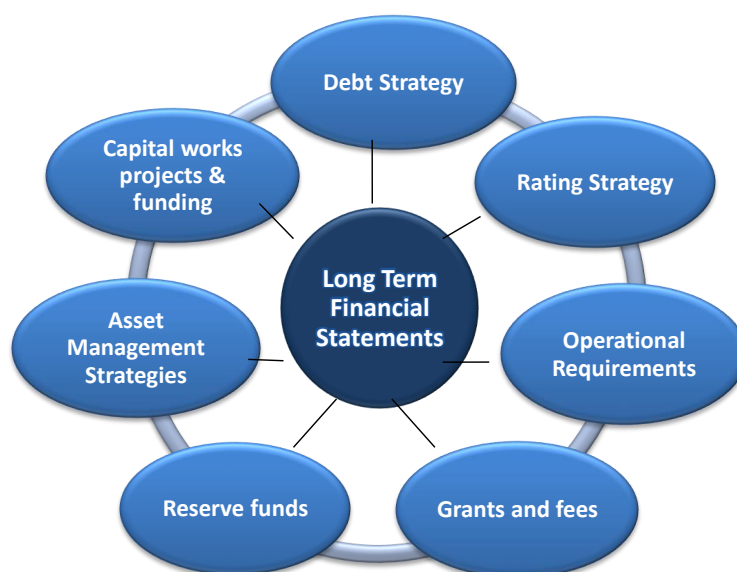 Debt Strategy
Capital works
projects &
funding
Rating Strategy
Long Term
Financial
Statements
Asset
Management
Strategies
Operational
Requirements
Reserve funds
Grants and fees